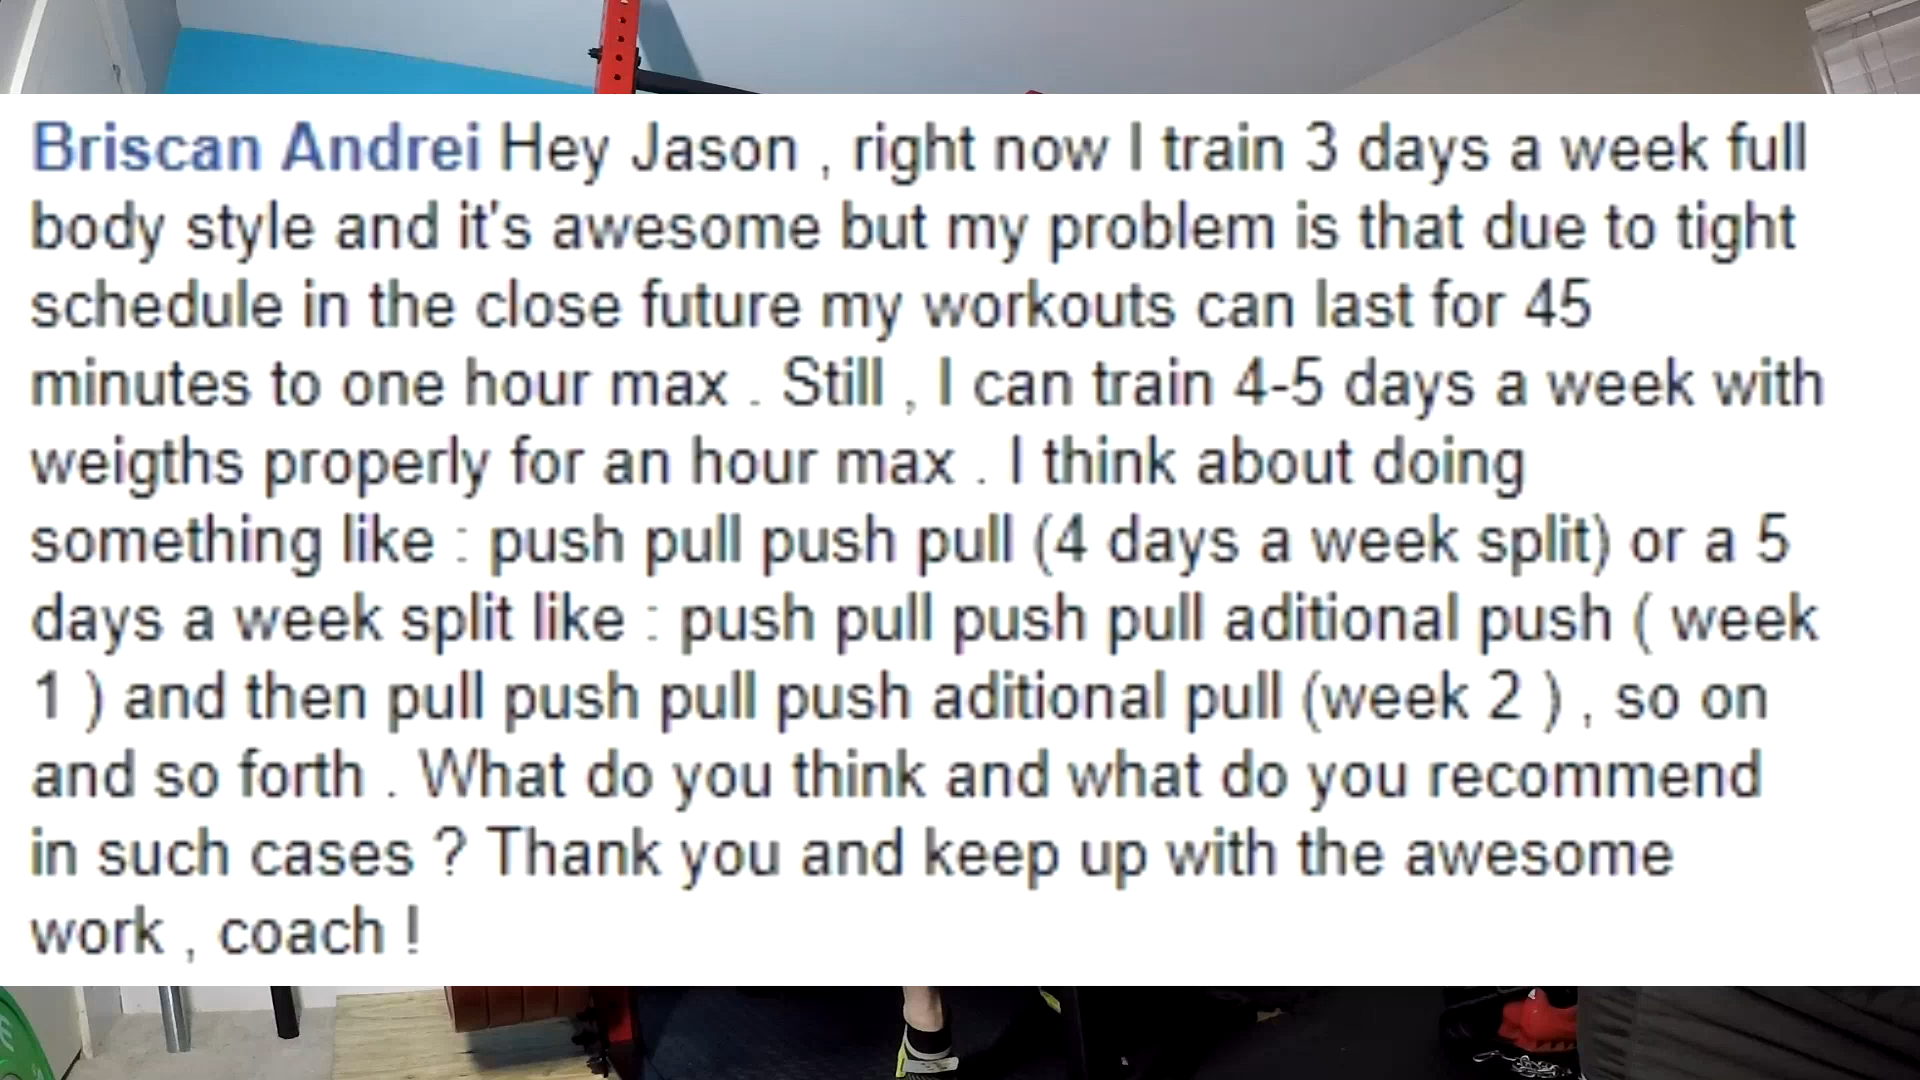 Briscan Andrei Hey Jason , right now I train 3 days a week full
body style and it's awesome but my problem is that due to tight
schedule in the close future my workouts can last for 45
minutes to one hour max . Still , I can train 4-5 days a week with
weigths properly for an hour max . I think about doing
something like : push pull push pull (4 days a week split) or a 5
days a week split like : push pull push pull aditional push ( week
1 ) and then pull push pull push aditional pull (week 2 ) , so on
and so forth . What do you think and what do you recommend
in such cases ? Thank you and keep up with the awesome
work , coach !